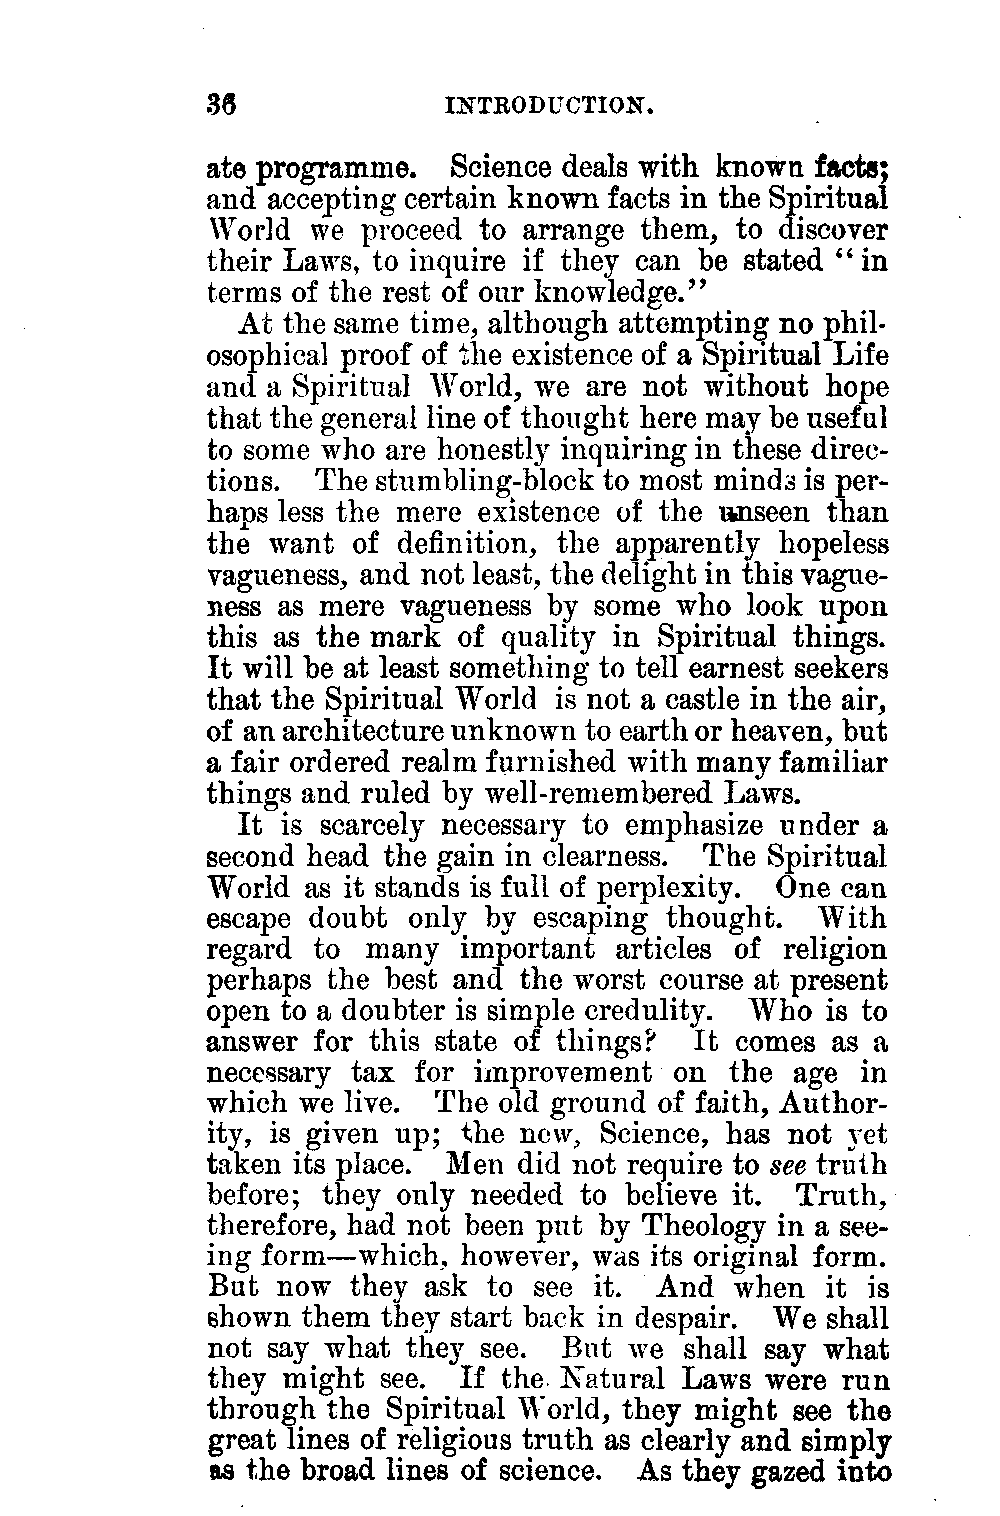 36 INTRODUCTION.
ate programme. Science deals with known facts;
and accepting certain known facts in the Spiritual
World we proceed to arrange them, to discover
their Laws, to inquire if they can be stated “in
terms of the rest of our knowledge.”
At the same time, although attempting no phil-
osophical proof of the existence of a Spiritual Life
and a Spiritual World, we are not without hope
that the general line of thought here may be useful
to some who are honestly inquiring in these direc-
tions. The stumbling-block to most minds is per-
haps less the mere existence of the unseen than
the want of definition, the apparently hopeless
vagueness, and not least, the delight in this vague-
ness as mere vagueness by some who look upon
this as the mark of quality in Spiritual things.
It will be at least something to tell earnest seekers
that the Spiritual World is not a castle in the air,
of an architecture unknown to earth or heaven, but
a fair ordered realm furnished with many familiar
things and ruled by well-remembered Laws.
It is scarcely necessary to emphasize under a
second head the gain in clearness. The Spiritual
World as it stands is full of perplexity. One can
escape doubt only by escaping thought. With
regard to many important articles of religion
perhaps the best and the worst course at present
open to a doubter is simple credulity. Who is to
answer for this state of things? It comes as a
necessary tax for improvement on the age in
which we live. The old ground of faith, Author-
ity, is given up; the new, Science, has not yet
taken its place. Men did not require to see truth
before; they only needed to believe it. Truth,
therefore, had not been put by Theology in a see-
ing form—which, however, was its original form.
But now they ask to see it. And when it is
shown them they start back in despair. We shall
not say what they see. But we shall say what
they might see. If the Natural Laws were run
through the Spiritual World, they might see the
great lines of religious truth as clearly and simply
as the broad lines of science. As they gazed into